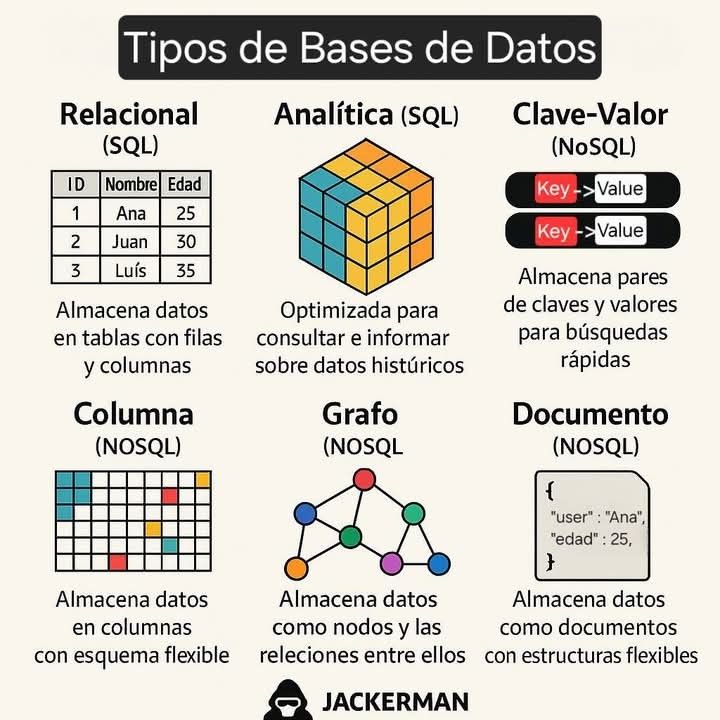 Tipos de Bases de Datos
Relacional
(SQL)
ID Nombre Edad
1 Ana 25
2 Juan 30
3 Luís 35
Almacena datos
en tablas con filas
y columnas
Analítica (SQL)
Optimizada para
consultar e informar
sobre datos histúricos
Clave-Valor
(NoSQL)
Key -> Value
Key -> Value
Almacena pares
de claves y valores
para búsquedas
rápidas
Columna
(NOSQL)
Almacena datos
en columnas
con esquema flexible
Grafo
(NOSQL
Almacena datos
como nodos y las
releciones entre ellos
Documento
(NOSQL)
{
"user" : "Ana",
"edad" : 25,
}
Almacena datos
como documentos
con estructuras flexibles
JACKERMAN